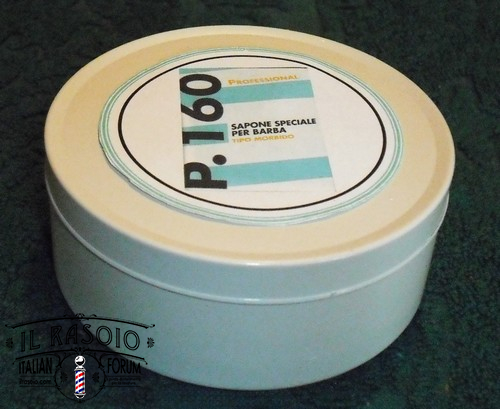 P.160
PROFESSIONAL
SAPONE SPECIALE
PER BARBA
TIPO MORBIDO
IL RASOIO
ITALIAN FORUM